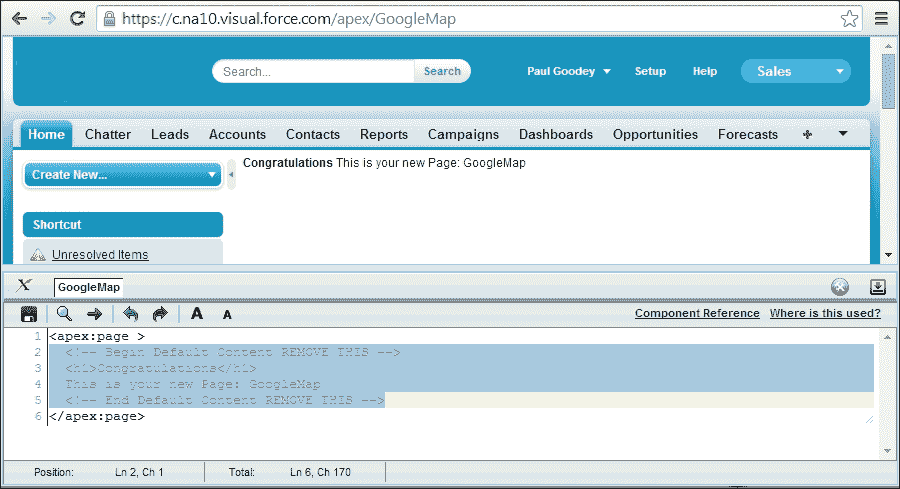 https://c.na10.visual.force.com/apex/GoogleMap
Search... Search Paul Goodey Setup Help Sales
Home Chatter Leads Accounts Contacts Reports Campaigns Dashboards Opportunities Forecasts +
Create New... Congratulations This is your new Page: GoogleMap
Shortcut
Unresolved Items
X GoogleMap
A A Component Reference Where is this used?
1 <apex:page >
2 <!-- Begin Default Content REMOVE THIS -->
3 <h1>Congratulations</h1>
4 This is your new Page: GoogleMap
5 <!-- End Default Content REMOVE THIS -->
6 </apex:page>
Position: Ln 2, Ch 1 Total: Ln 6, Ch 170